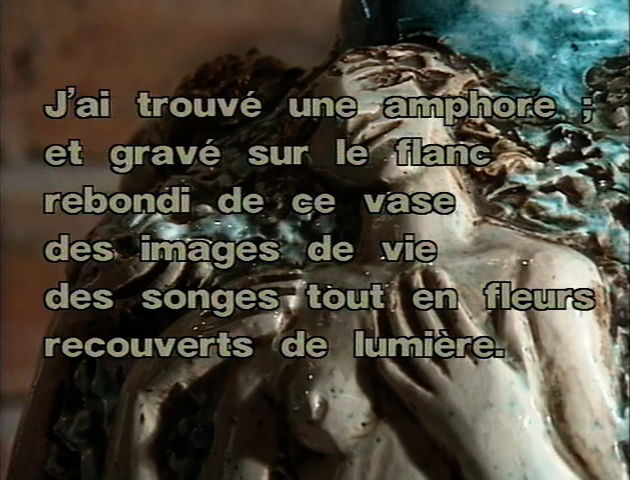 J'ai trouvé une amphore ;
et gravé sur le flanc
rebondi de ce vase
des images de vie
des songes tout en fleurs
recouverts de lumière.